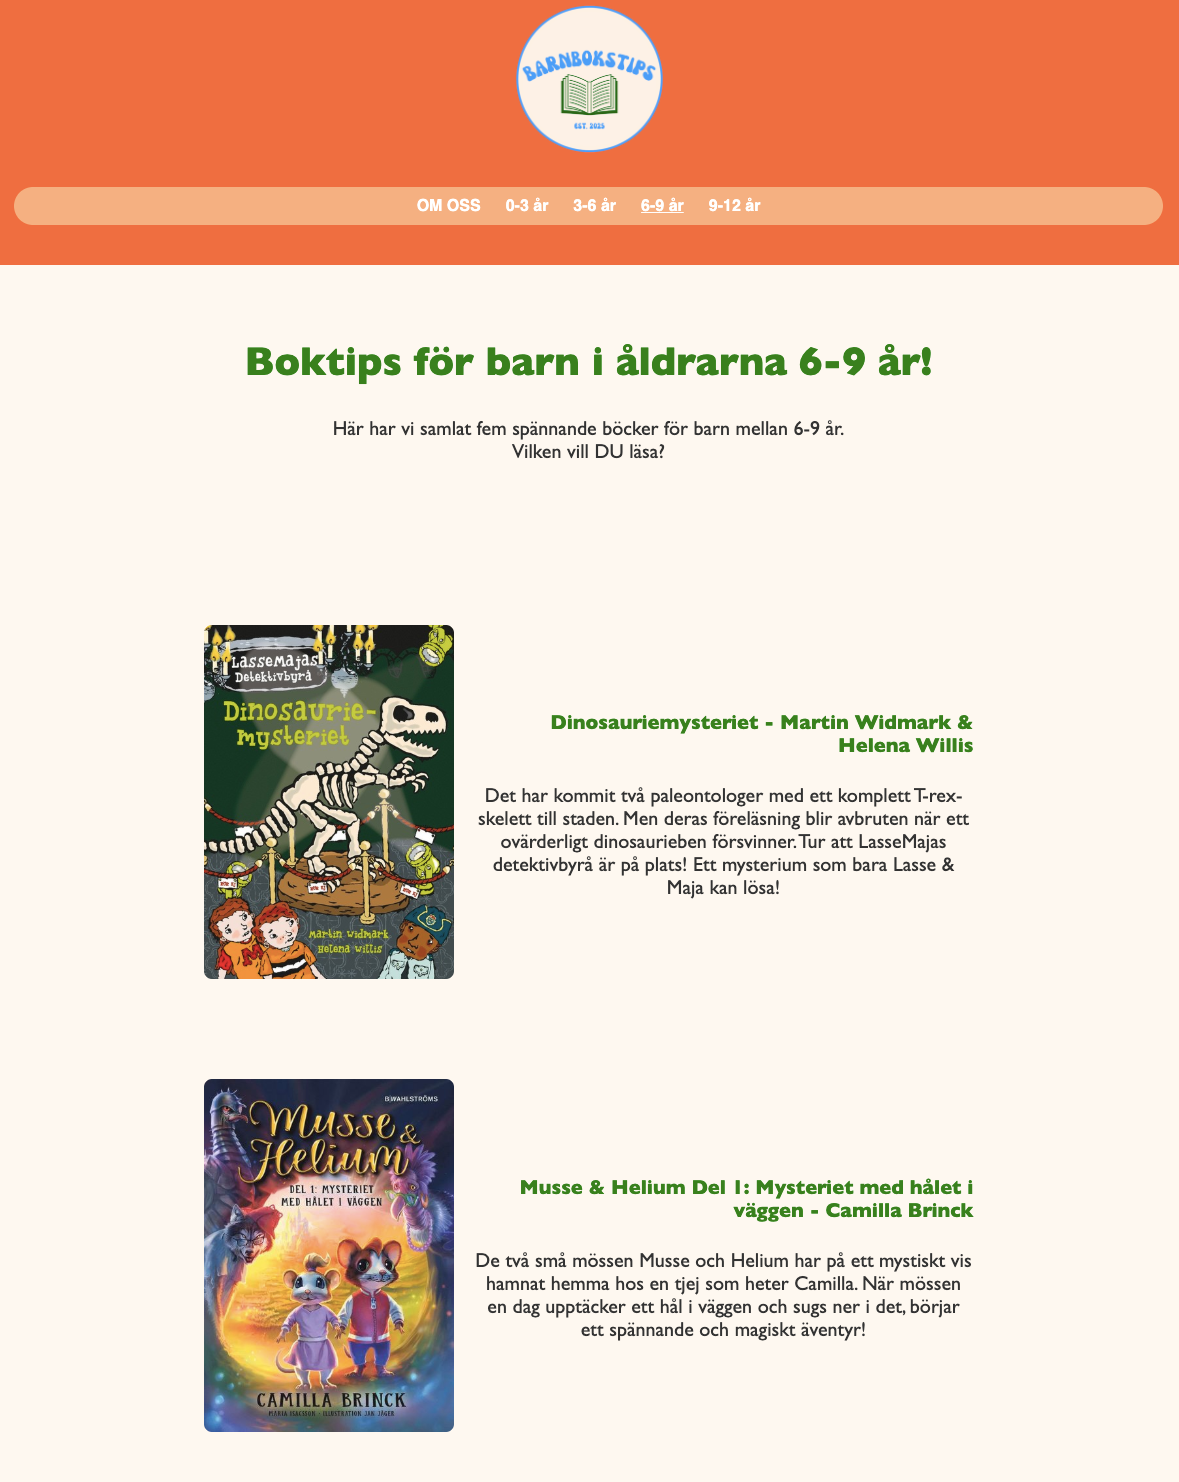 BARNBOKSTIPS
EST. 2025
OM OSS 0-3 år 3-6 år 6-9 år 9-12 år
Boktips för barn i åldrarna 6-9 år!
Här har vi samlat fem spännande böcker för barn mellan 6-9 år.
Vilken vill DU läsa?
LasseMajas
Detektivbyrå
Dinosaurie-
mysteriet
Martin Widmark
Helena Willis
Dinosauriemysteriet - Martin Widmark &
Helena Willis
Det har kommit två paleontologer med ett komplett T-rex-
skelett till staden. Men deras föreläsning blir avbruten när ett
ovärderligt dinosaurieben försvinner. Tur att LasseMajas
detektivbyrå är på plats! Ett mysterium som bara Lasse &
Maja kan lösa!
B.WAHLSTRÖMS
Musse &
Helium
DEL 1: MYSTERIET
MED HÅLET I VÄGGEN
CAMILLA BRINCK
Musse & Helium Del 1: Mysteriet med hålet i
väggen - Camilla Brinck
De två små mössen Musse och Helium har på ett mystiskt vis
hamnat hemma hos en tjej som heter Camilla. När mössen
en dag upptäcker ett hål i väggen och sugs ner i det, börjar
ett spännande och magiskt äventyr!